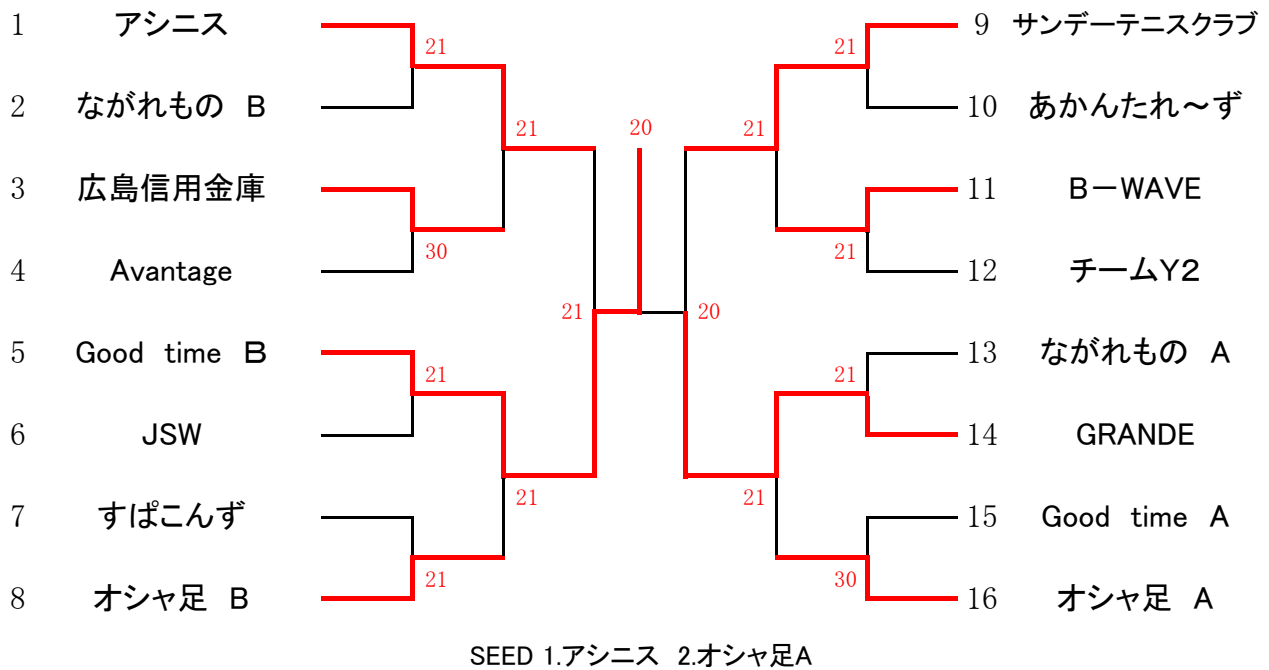 1 アシニス 21 21 9 サンデーテニスクラブ
2 ながれもの B 21 20 21 10 あかんたれ～ず
3 広島信用金庫 11 B－WAVE
30 21
4 Avantage 12 チームY2
21 20
5 Good time B 13 ながれもの A
21 21
6 JSW 14 GRANDE
21 21
7 すぱこんず 15 Good time A
21 30
8 オシャ足 B 16 オシャ足 A
SEED 1.アシニス 2.オシャ足A